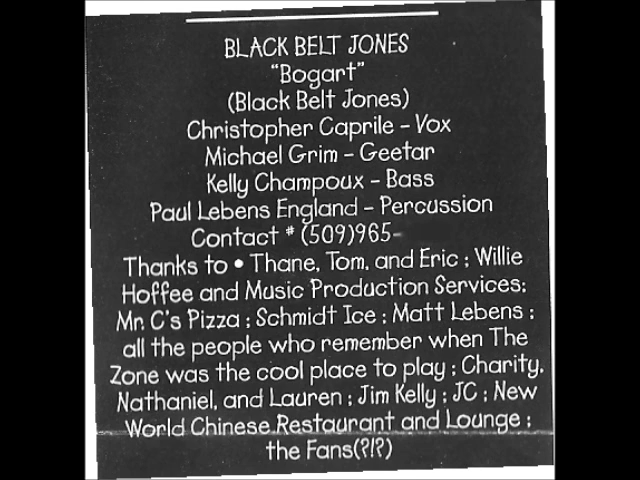 BLACK BELT JONES
"Bogart"
(Black Belt Jones)
Christopher Caprile - Vox
Michael Grim - Geetar
Kelly Champoux - Bass
Paul Lebens England - Percussion
Contact # (509)965-
Thanks to • Thane, Tom, and Eric ; Willie
Hoffee and Music Production Services;
Mr. C's Pizza ; Schmidt Ice ; Matt Lebens ;
all the people who remember when The
Zone was the cool place to play ; Charity,
Nathaniel, and Lauren ; Jim Kelly ; JC ; New
World Chinese Restaurant and Lounge ;
the Fans(?!?)